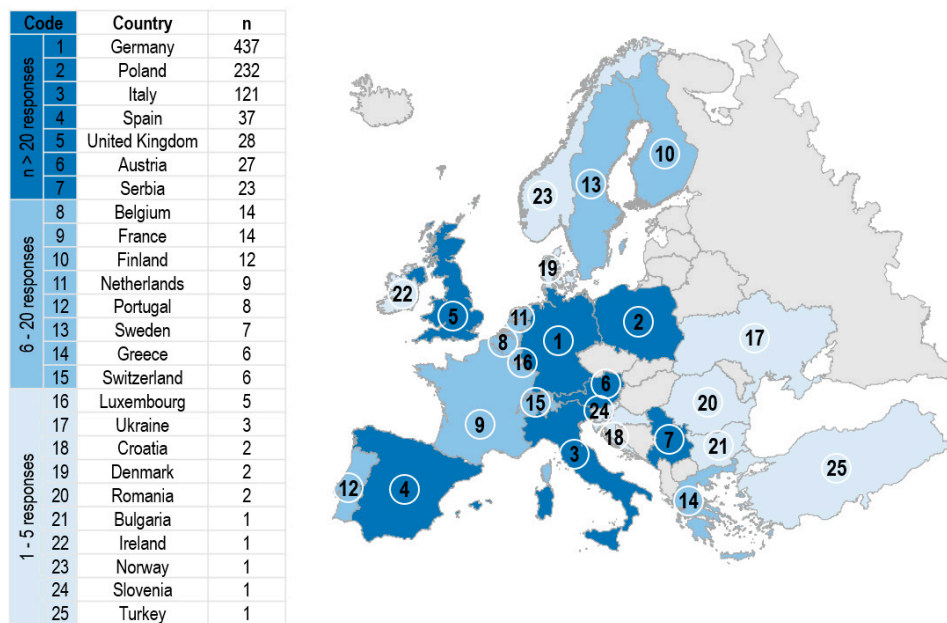 Code Country n
n > 20 responses
1 Germany 437
2 Poland 232
3 Italy 121
4 Spain 37
5 United Kingdom 28
6 Austria 27
7 Serbia 23
6 - 20 responses
8 Belgium 14
9 France 14
10 Finland 12
11 Netherlands 9
12 Portugal 8
13 Sweden 7
14 Greece 6
15 Switzerland 6
1 - 5 responses
16 Luxembourg 5
17 Ukraine 3
18 Croatia 2
19 Denmark 2
20 Romania 2
21 Bulgaria 1
22 Ireland 1
23 Norway 1
24 Slovenia 1
25 Turkey 1
10
13
23
19
22
5
11
2
1
17
8
16
6
15
24
20
9
18
7
21
3
25
12
4
14